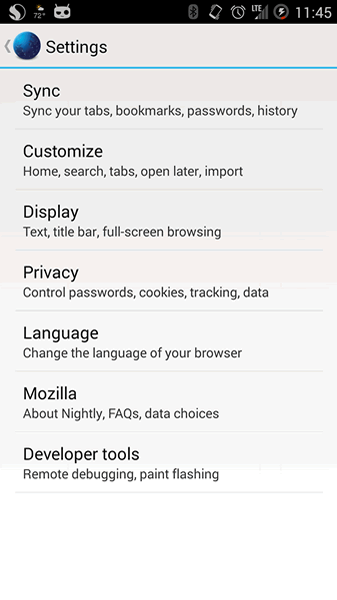 72°
LTE
11:45
Settings
Sync
Sync your tabs, bookmarks, passwords, history
Customize
Home, search, tabs, open later, import
Display
Text, title bar, full-screen browsing
Privacy
Control passwords, cookies, tracking, data
Language
Change the language of your browser
Mozilla
About Nightly, FAQs, data choices
Developer tools
Remote debugging, paint flashing